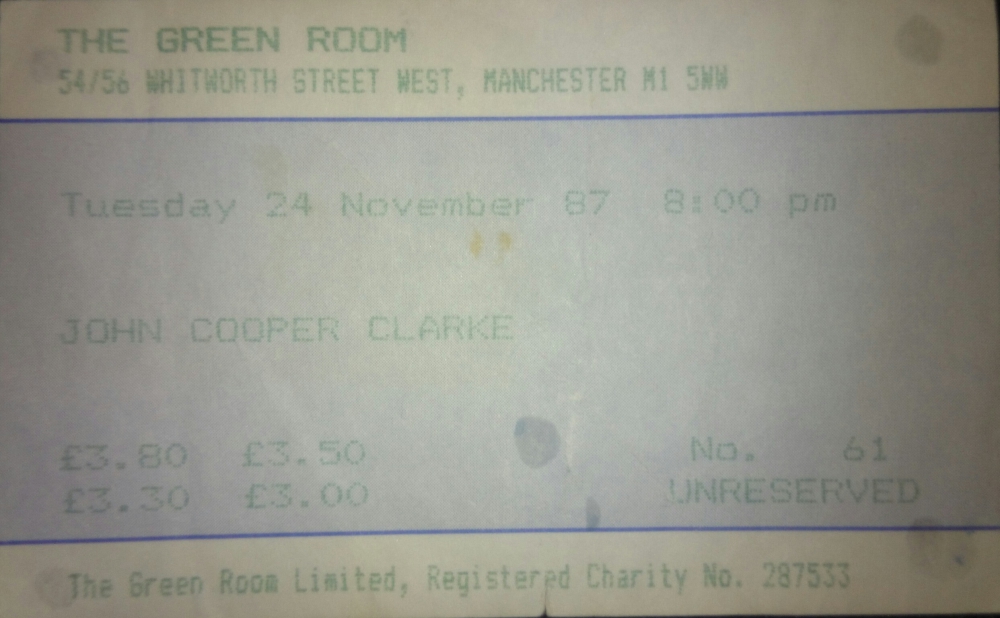 THE GREEN ROOM
54/56 WHITWORTH STREET WEST, MANCHESTER M1 5WW
Tuesday 24 November 87 8:00 pm
JOHN COOPER CLARKE
£3.80 £3.50 No. 61
£3.30 £3.00 UNRESERVED
The Green Room Limited, Registered Charity No. 287533